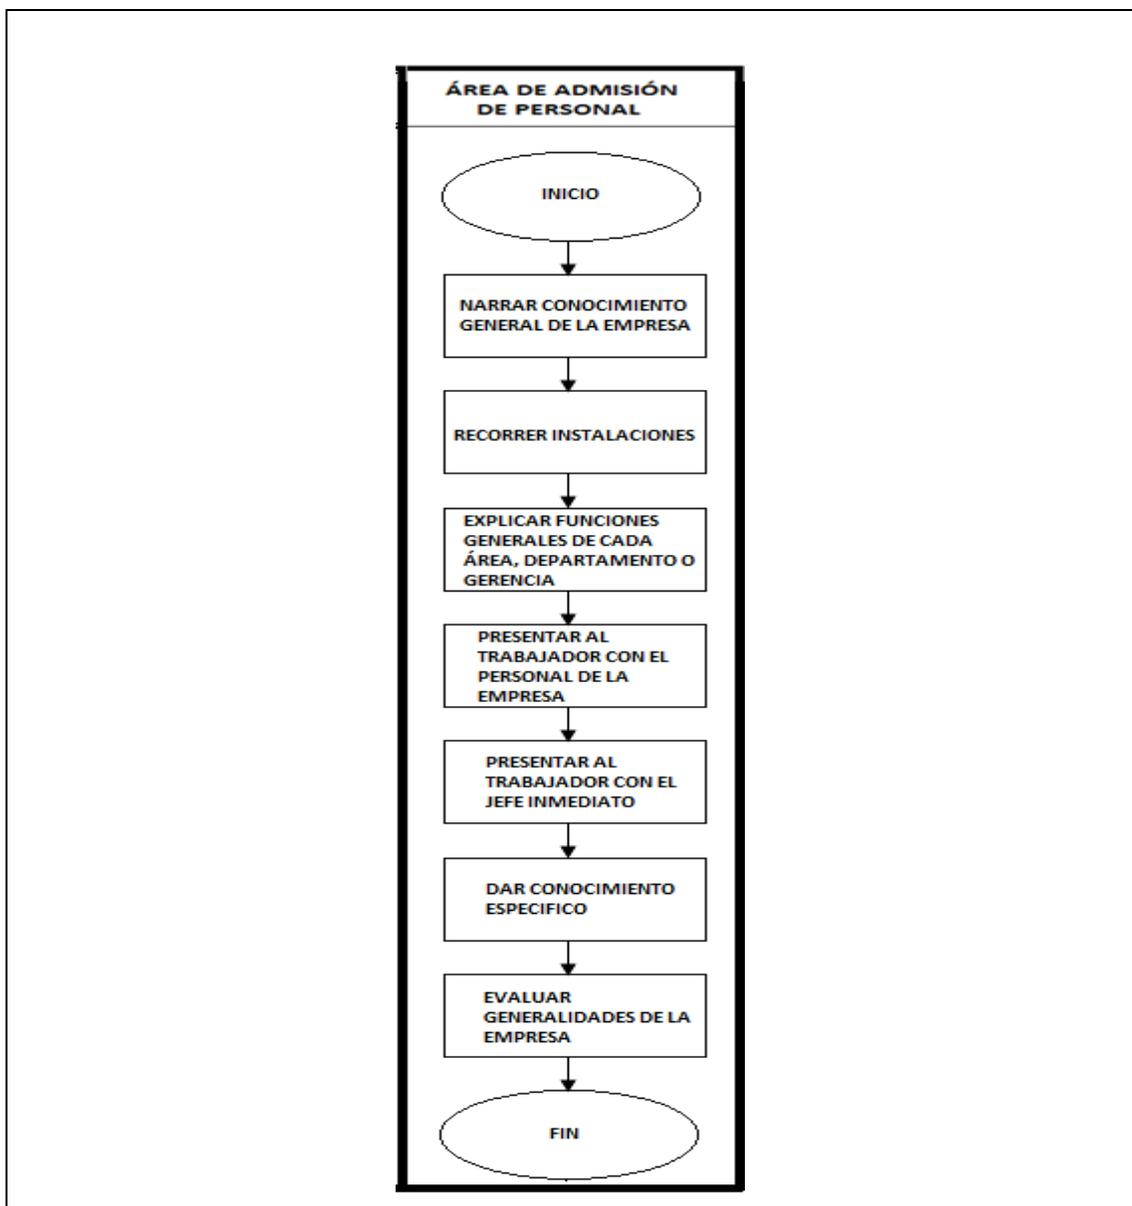 ÁREA DE ADMISIÓN
DE PERSONAL
INICIO
NARRAR CONOCIMIENTO
GENERAL DE LA EMPRESA
RECORRER INSTALACIONES
EXPLICAR FUNCIONES
GENERALES DE CADA
ÁREA, DEPARTAMENTO O
GERENCIA
PRESENTAR AL
TRABAJADOR CON EL
PERSONAL DE LA
EMPRESA
PRESENTAR AL
TRABAJADOR CON EL
JEFE INMEDIATO
DAR CONOCIMIENTO
ESPECIFICO
EVALUAR
GENERALIDADES DE LA
EMPRESA
FIN